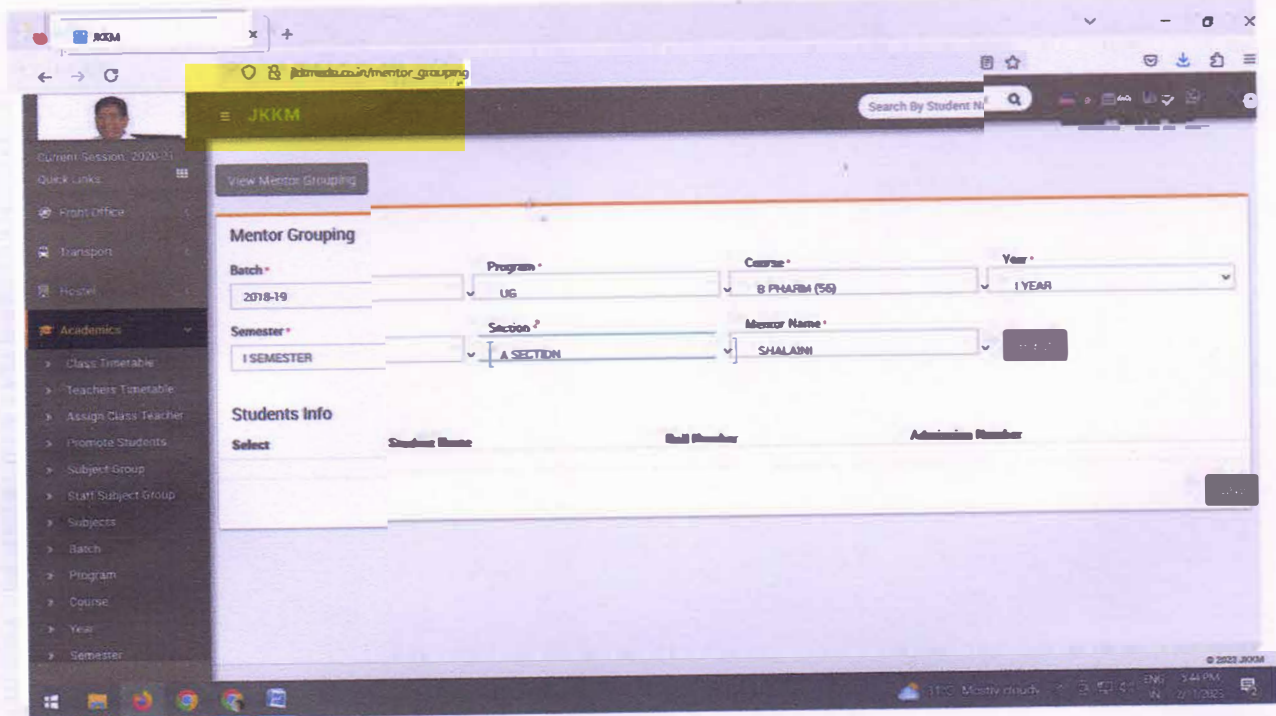 JKKM
mentor_grouping
JKKM
Search By Student N
Current Session: 2020-21
Quick Links
View Mentor Grouping
Front Office
Transport
Hostel
Academics
Class Timetable
Teachers Timetable
Assign Class Teacher
Promote Students
Subject Group
Staff Subject Group
Subjects
Batch
Program
Course
Year
Semester
Mentor Grouping
Batch * Program * Course * Year *
2018-19 UG B PHARM (56) I YEAR
Semester * Section * Mentor Name *
I SEMESTER A SECTION SHALAINI
Students Info
Select Student Name Roll Number Admission Number
© 2023 JKKM
31°C Mostly cloudy ENG 5:44 PM
IN